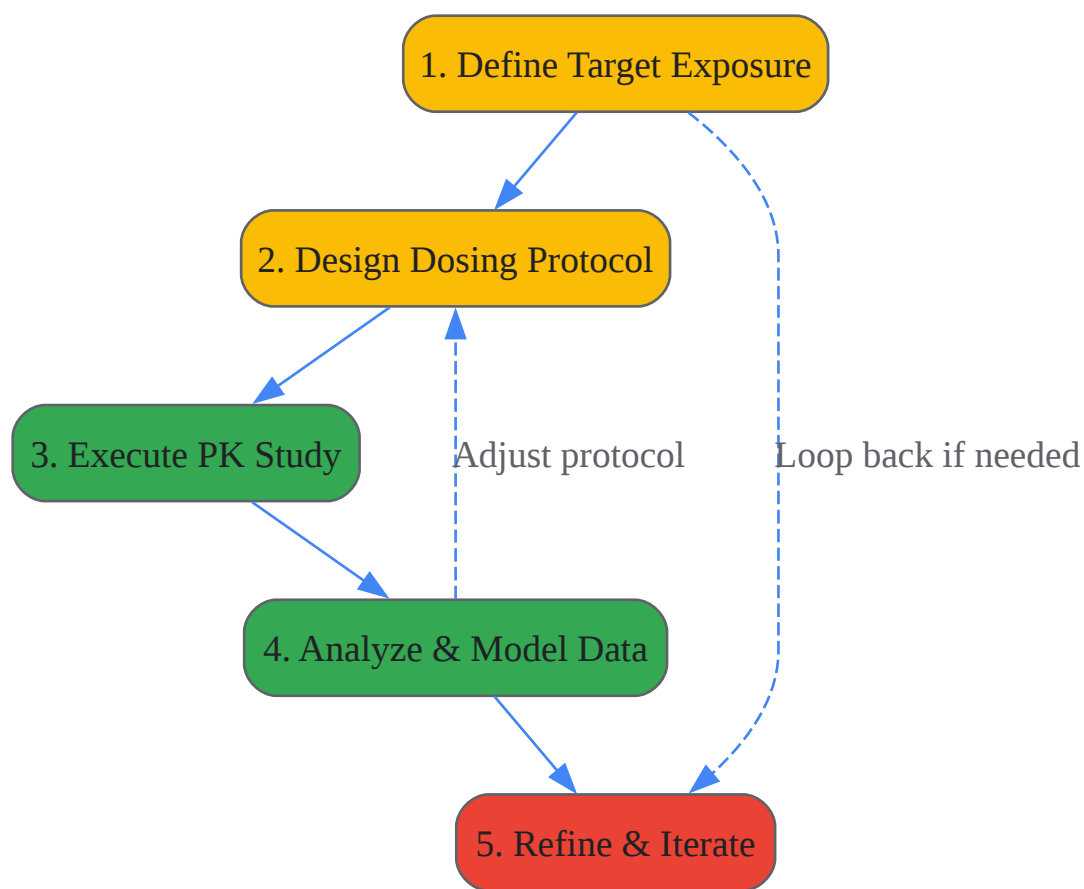 1. Define Target Exposure
2. Design Dosing Protocol
3. Execute PK Study
Adjust protocol
Loop back if needed
4. Analyze & Model Data
5. Refine & Iterate